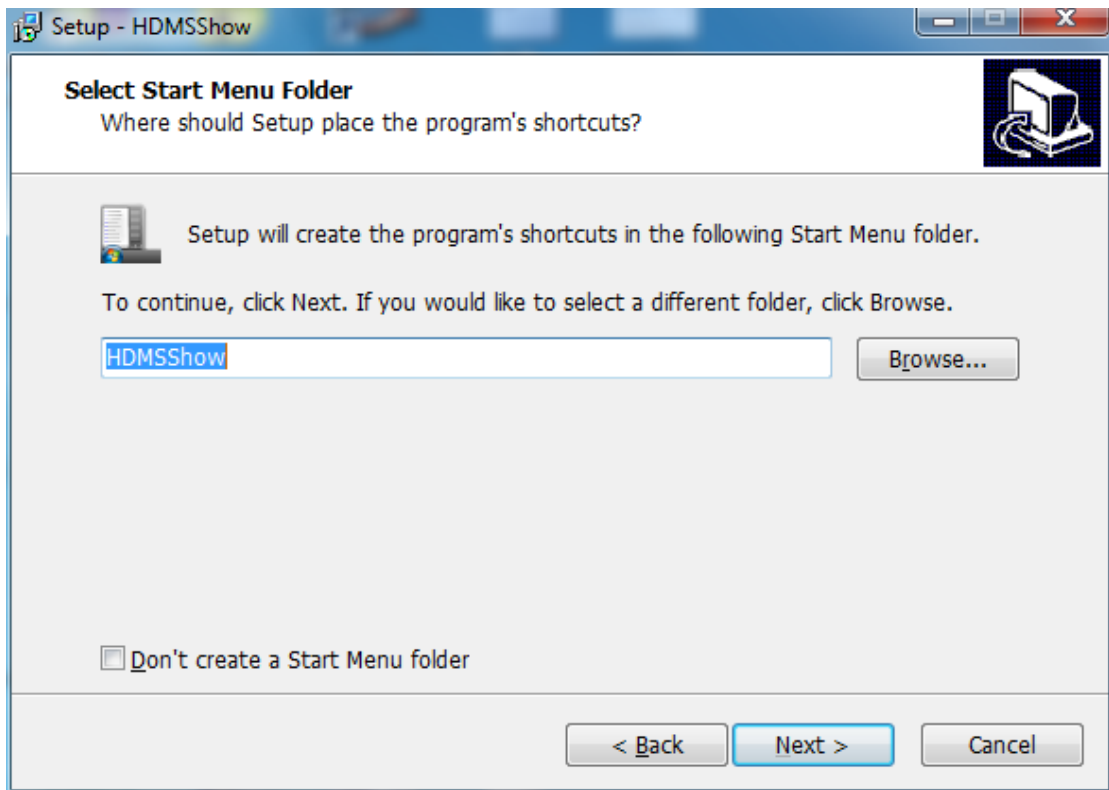 Setup - HDMSShow
Select Start Menu Folder
Where should Setup place the program's shortcuts?
Setup will create the program's shortcuts in the following Start Menu folder.
To continue, click Next. If you would like to select a different folder, click Browse.
HDMSShow
Browse...
Don't create a Start Menu folder
< Back
Next >
Cancel